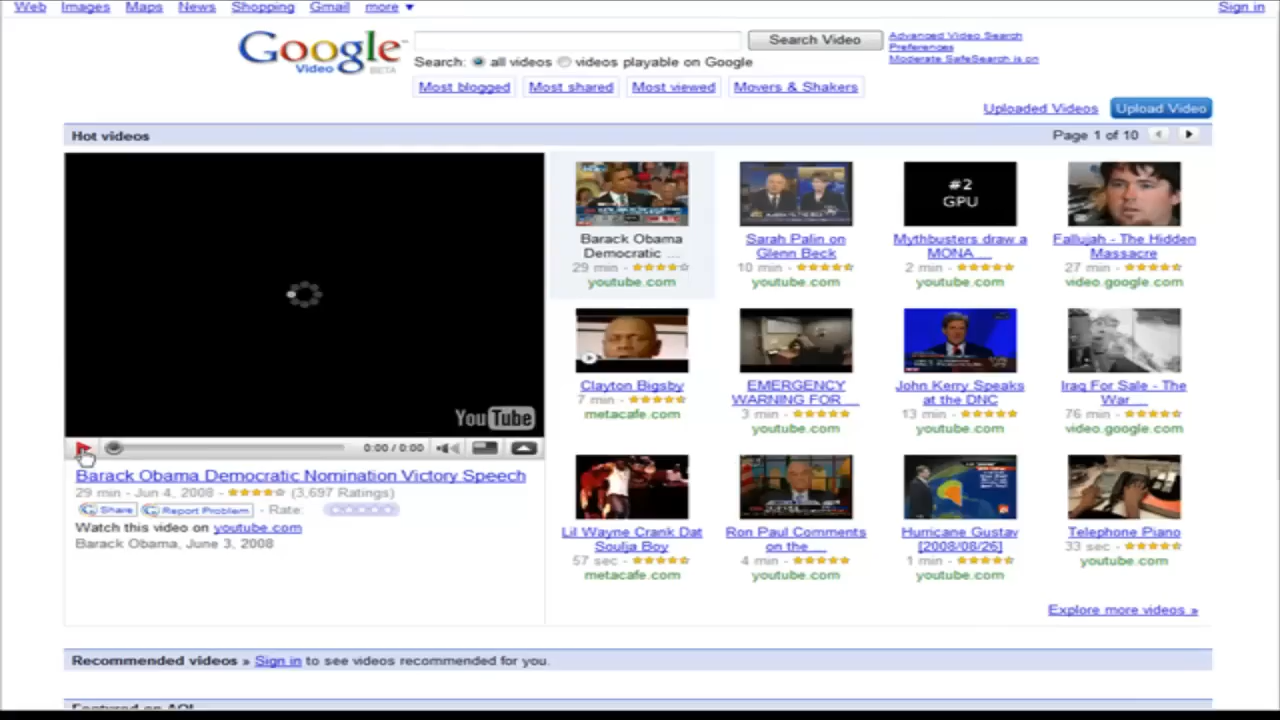 Web Images Maps News Shopping Gmail more ▼ Sign in
Google Video BETA
Search Video
Advanced Video Search
Preferences
Moderate SafeSearch is on
Search: all videos videos playable on Google
Most blogged Most shared Most viewed Movers & Shakers
Uploaded Videos Upload Video
Hot videos Page 1 of 10
YouTube
0:00 / 0:00
Barack Obama Democratic Nomination Victory Speech
29 min - Jun 4, 2008 - (3,697 Ratings)
Share Report Problem - Rate:
Watch this video on youtube.com
Barack Obama, June 3, 2008
Barack Obama
Democratic ...
29 min -
youtube.com
Sarah Palin on
Glenn Beck
10 min -
youtube.com
#2
GPU
Mythbusters draw a
MONA ...
2 min -
youtube.com
Fallujah - The Hidden
Massacre
27 min -
video.google.com
Clayton Bigsby
7 min -
metacafe.com
EMERGENCY
WARNING FOR ...
3 min -
youtube.com
John Kerry Speaks
at the DNC
13 min -
youtube.com
Iraq For Sale - The
War ...
76 min -
video.google.com
Lil Wayne Crank Dat
Soulja Boy
57 sec -
metacafe.com
Ron Paul Comments
on the ...
4 min -
youtube.com
Hurricane Gustav
[2008/08/26]
1 min -
youtube.com
Telephone Piano
33 sec -
youtube.com
Explore more videos »
Recommended videos » Sign in to see videos recommended for you.
Featured on AOL